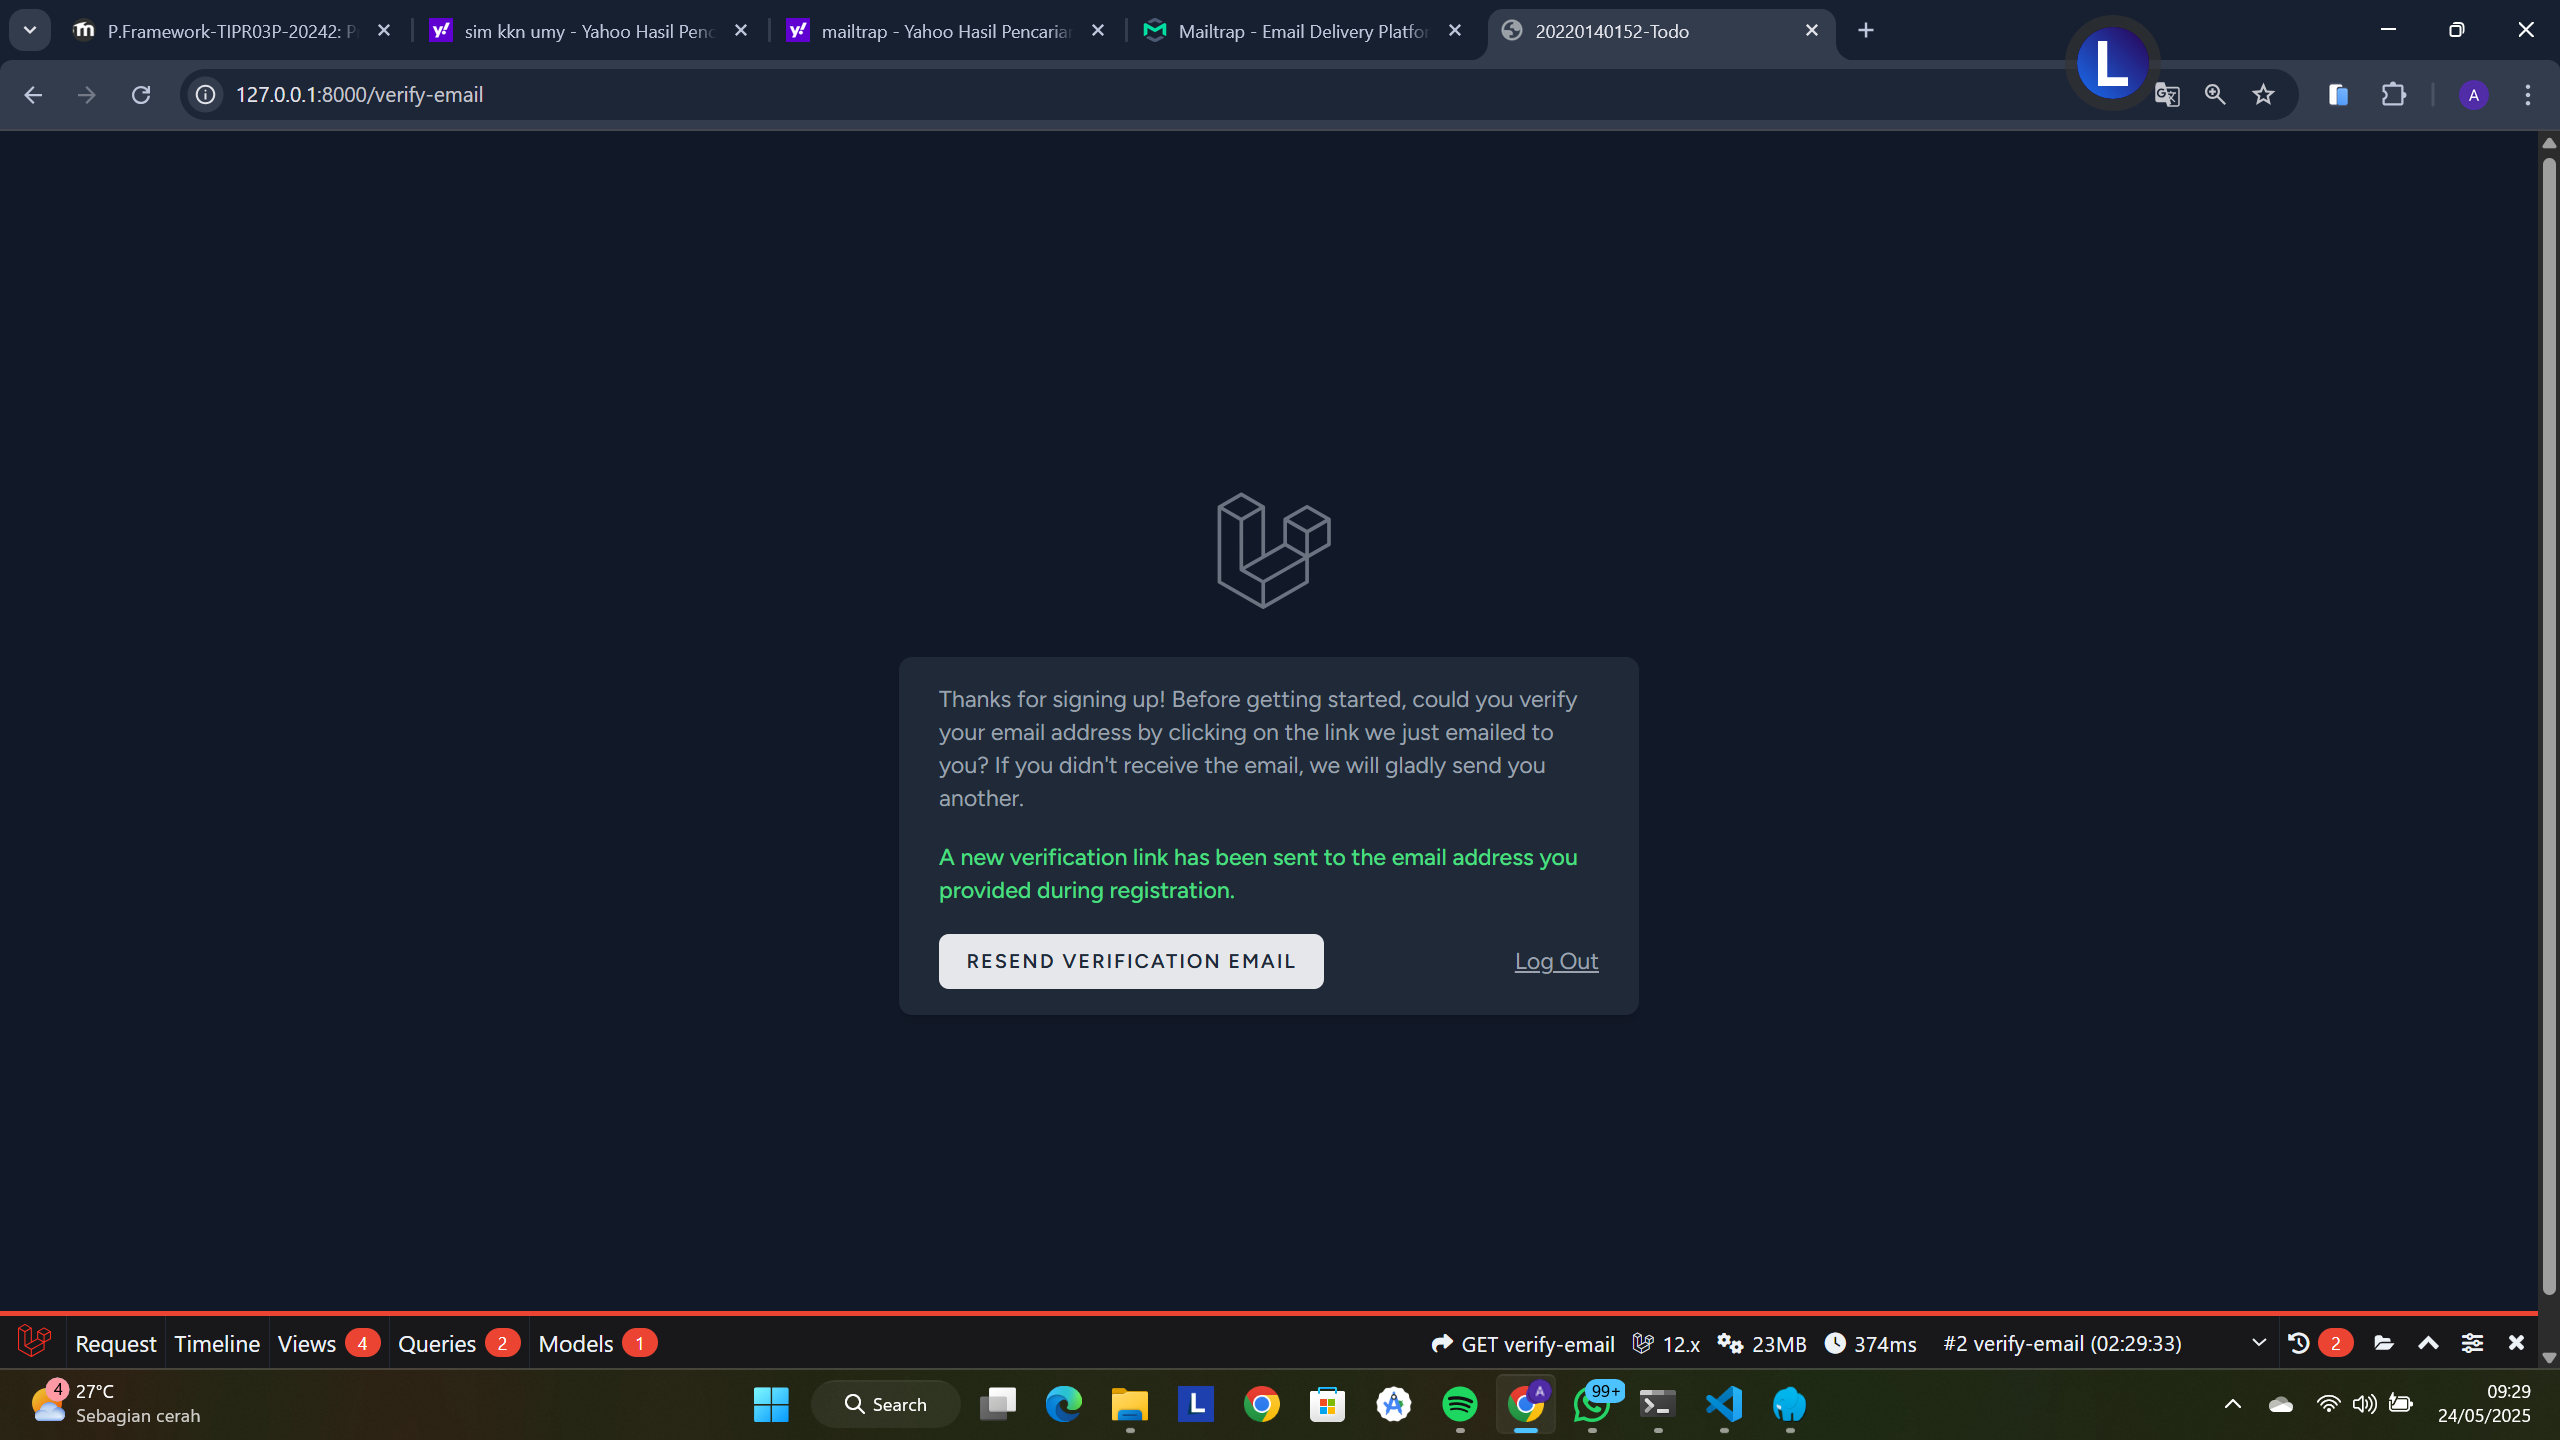 P.Framework-TIPR03P-20242: P
sim kkn umy - Yahoo Hasil Penc
mailtrap - Yahoo Hasil Pencarian
Mailtrap - Email Delivery Platfor
20220140152-Todo
127.0.0.1:8000/verify-email
L
A
Thanks for signing up! Before getting started, could you verify
your email address by clicking on the link we just emailed to
you? If you didn't receive the email, we will gladly send you
another.
A new verification link has been sent to the email address you
provided during registration.
RESEND VERIFICATION EMAIL
Log Out
Request Timeline Views 4 Queries 2 Models 1
GET verify-email 12.x 23MB 374ms #2 verify-email (02:29:33) 2
4
27°C
Sebagian cerah
Search
L
A
99+
09:29
24/05/2025